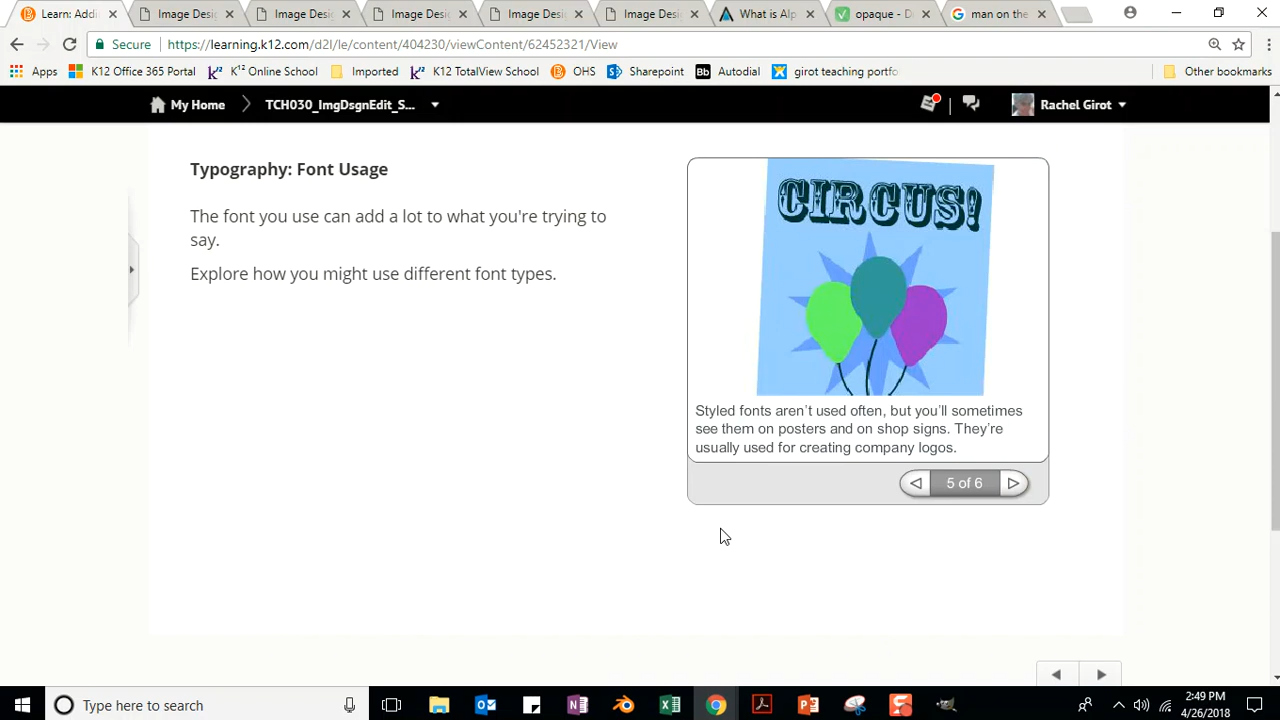 Learn: Addi
Image Desig
Image Desig
Image Desig
Image Desig
Image Desig
What is Alp
opaque - D
man on the
Secure
https://learning.k12.com/d2l/le/content/404230/viewContent/62452321/View
Apps
K12 Office 365 Portal
K¹² Online School
Imported
K12 TotalView School
OHS
Sharepoint
Bb Autodial
girot teaching portfo
Other bookmarks
My Home
TCH030_ImgDsgnEdit_S...
Rachel Girot
Typography: Font Usage
The font you use can add a lot to what you're trying to
say.
Explore how you might use different font types.
CIRCUS!
Styled fonts aren't used often, but you'll sometimes
see them on posters and on shop signs. They're
usually used for creating company logos.
5 of 6
Type here to search
2:49 PM
4/26/2018